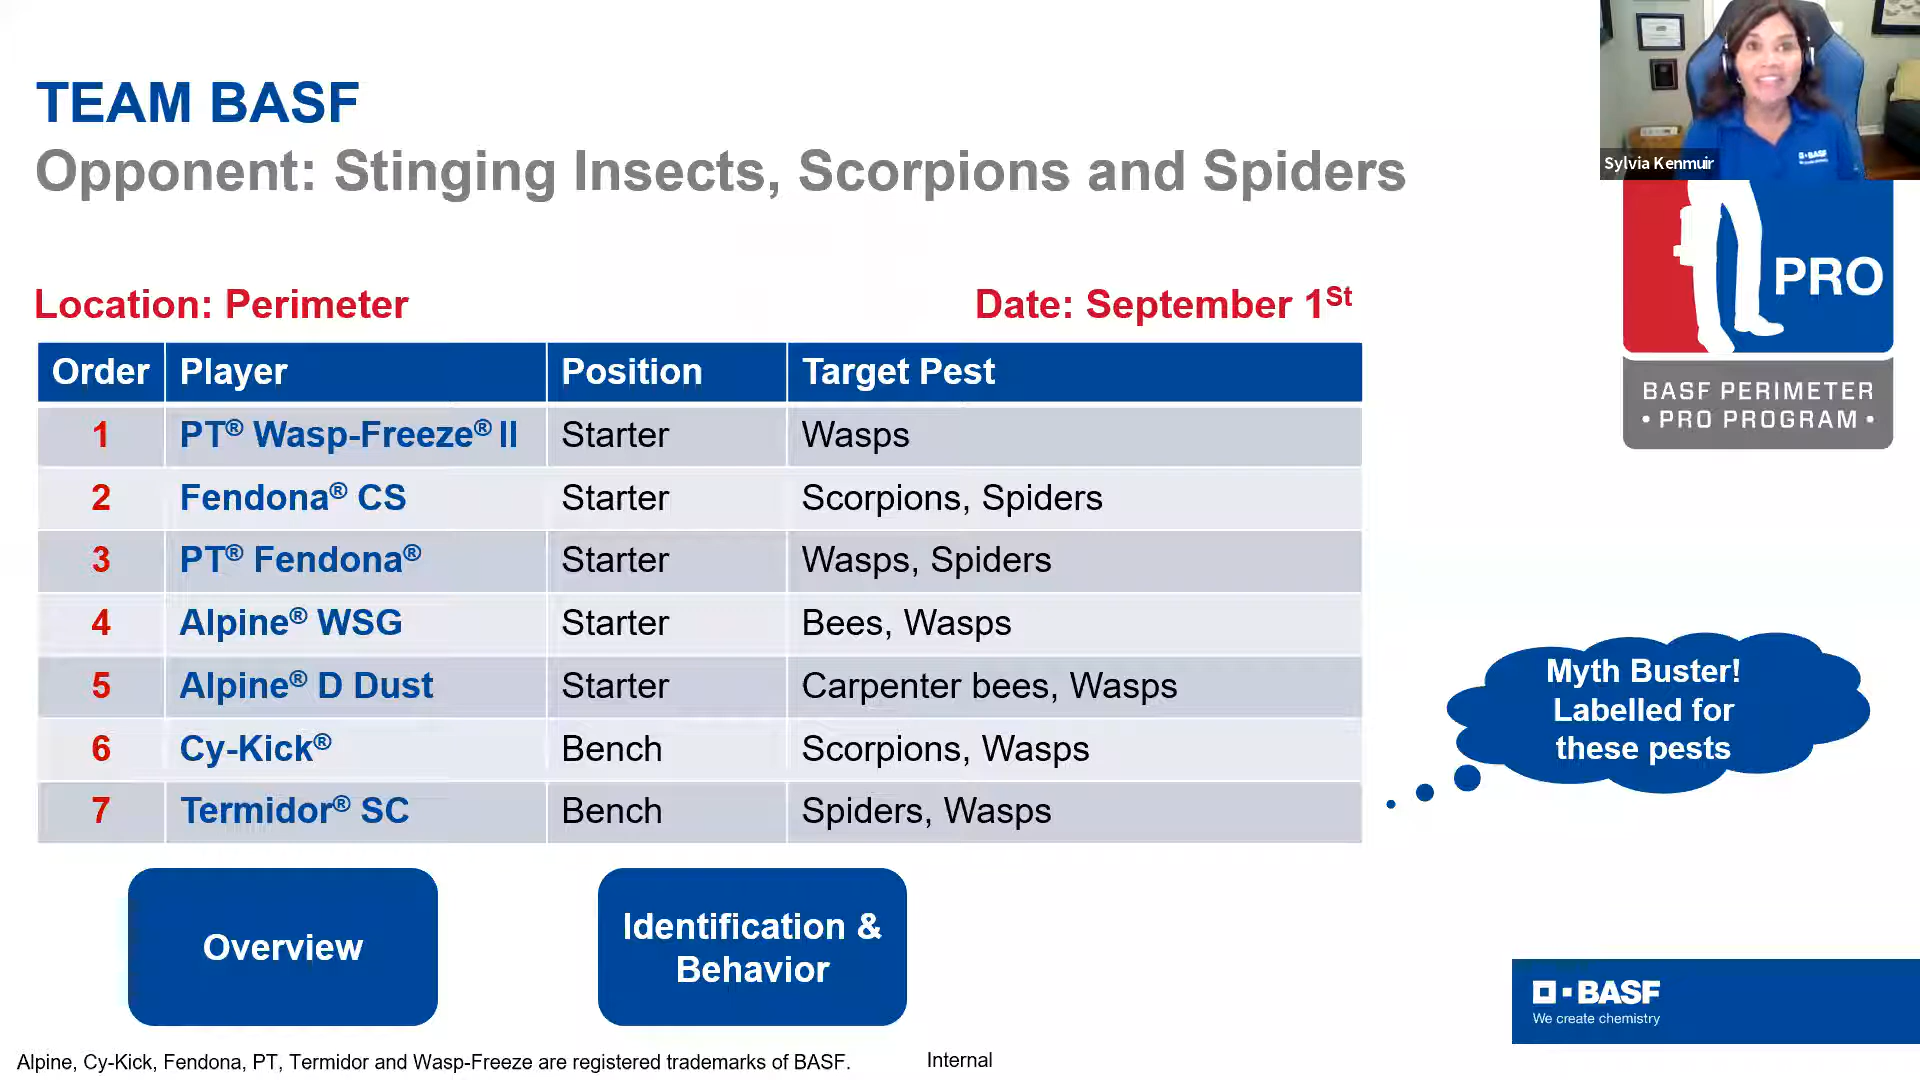 TEAM BASF
Opponent: Stinging Insects, Scorpions and Spiders
Sylvia Kenmuir
BASF
PRO
BASF PERIMETER
• PRO PROGRAM •
Location: Perimeter
Date: September 1St
Order Player Position Target Pest
1 PT® Wasp-Freeze® II Starter Wasps
2 Fendona® CS Starter Scorpions, Spiders
3 PT® Fendona® Starter Wasps, Spiders
4 Alpine® WSG Starter Bees, Wasps
5 Alpine® D Dust Starter Carpenter bees, Wasps
6 Cy-Kick® Bench Scorpions, Wasps
7 Termidor® SC Bench Spiders, Wasps
Myth Buster!
Labelled for
these pests
Overview
Identification &
Behavior
BASF
We create chemistry
Alpine, Cy-Kick, Fendona, PT, Termidor and Wasp-Freeze are registered trademarks of BASF.
Internal